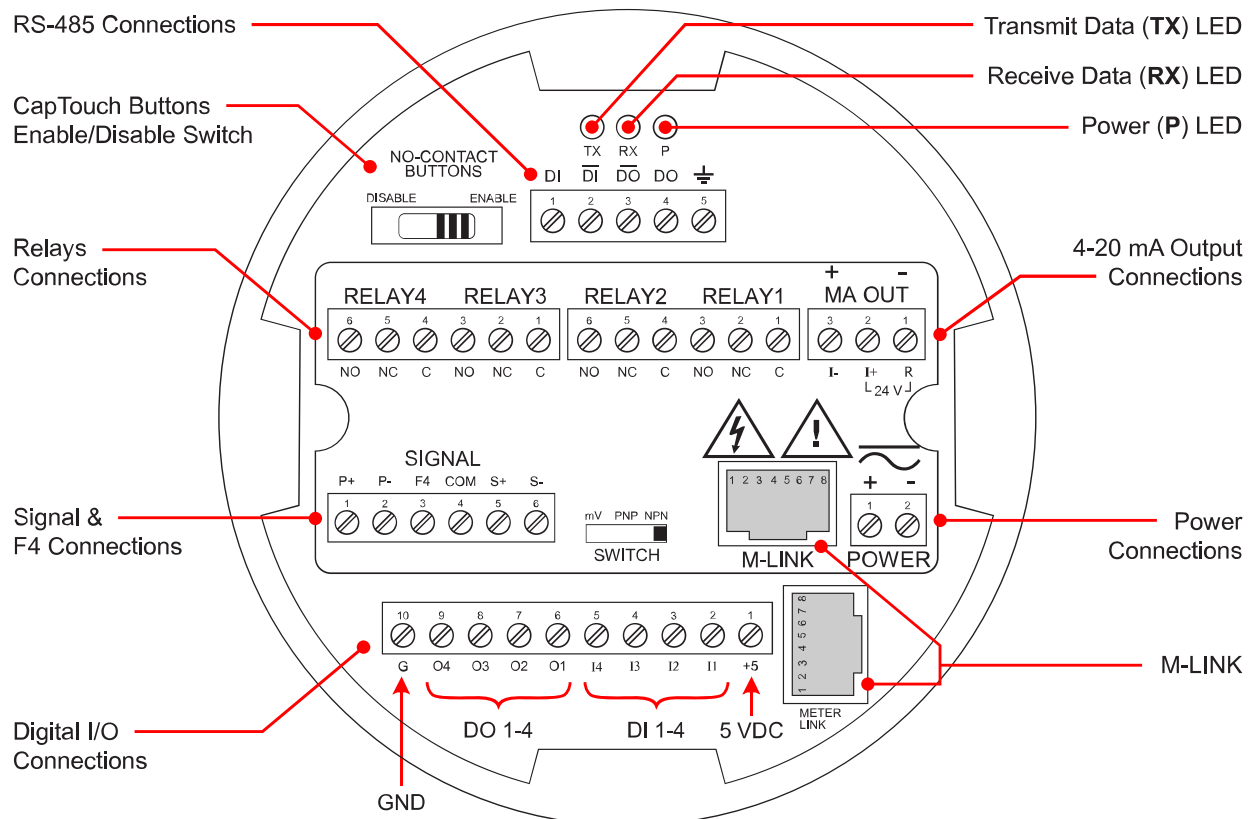 RS-485 Connections
Transmit Data (TX) LED
Receive Data (RX) LED
Power (P) LED
CapTouch Buttons
Enable/Disable Switch
TX RX P
NO-CONTACT
BUTTONS
DISABLE ENABLE
DI D̅I̅ D̅O̅ DO
1 2 3 4 5
Relays
Connections
4-20 mA Output
Connections
+ -
RELAY4 RELAY3 RELAY2 RELAY1 MA OUT
6 5 4 3 2 1 6 5 4 3 2 1 3 2 1
NO NC C NO NC C NO NC C NO NC C I- I+ R
24 V
SIGNAL
P+ P- F4 COM S+ S-
1 2 3 4 5 6
mV PNP NPN
SWITCH
1 2 3 4 5 6 7 8
M-LINK
+ -
1 2
POWER
Signal &
F4 Connections
Power
Connections
10 9 8 7 6 5 4 3 2 1
G O4 O3 O2 O1 I4 I3 I2 I1 +5
1 2 3 4 5 6 7 8
METER
LINK
M-LINK
Digital I/O
Connections
DO 1-4 DI 1-4 5 VDC
GND